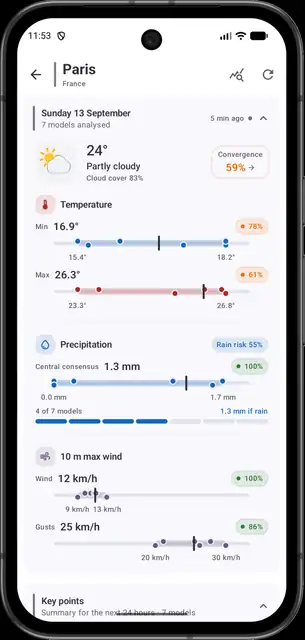 11:53
Paris
France
Sunday 13 September
7 models analysed
5 min ago
24°
Partly cloudy
Cloud cover 83%
Convergence
59% →
Temperature
Min 16.9°
78%
15.4° 18.2°
Max 26.3°
61%
23.3° 26.8°
Precipitation
Rain risk 55%
Central consensus 1.3 mm
100%
0.0 mm 1.7 mm
4 of 7 models
1.3 mm if rain
10 m max wind
Wind 12 km/h
100%
9 km/h 13 km/h
Gusts 25 km/h
86%
20 km/h 30 km/h
Key points
Summary for the next 24 hours · 7 models